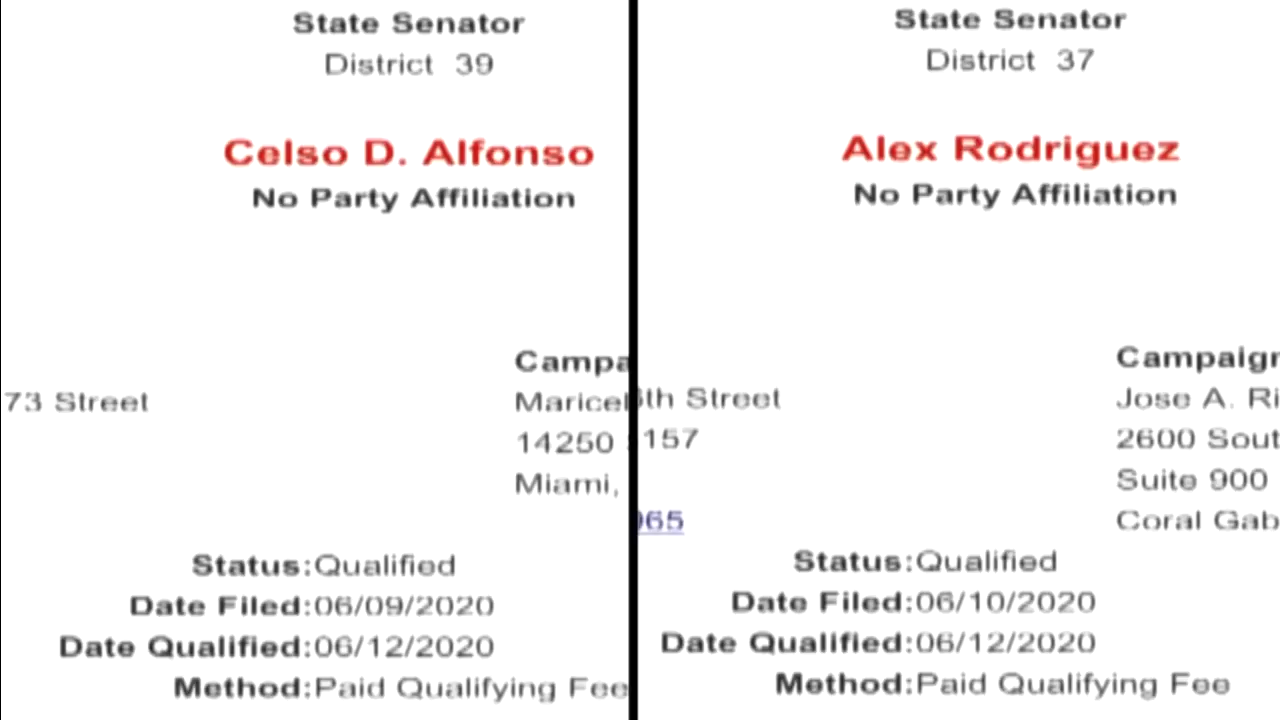 State Senator
District 39
Celso D. Alfonso
No Party Affiliation
73 Street
Campa
Maricel
14250
Miami,
Status:Qualified
Date Filed:06/09/2020
Date Qualified:06/12/2020
Method:Paid Qualifying Fee
State Senator
District 37
Alex Rodriguez
No Party Affiliation
th Street
157
65
Campaign
Jose A. Ri
2600 Sout
Suite 900
Coral Gab
Status:Qualified
Date Filed:06/10/2020
Date Qualified:06/12/2020
Method:Paid Qualifying Fee